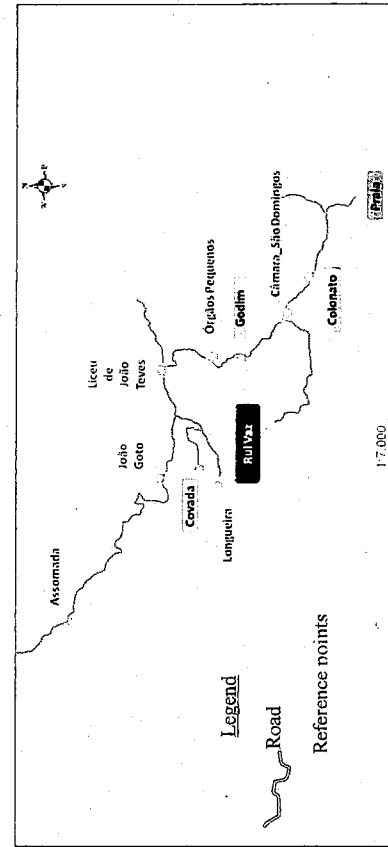 Assomada
João
Goto
Liceu
de
João
Teves
Covada
Longueira
Órgãos Pequenos
Godim
Rui Vaz
Câmara_São Domingos
Colonato
Praia
Legend
Road
Reference points
1:7,000